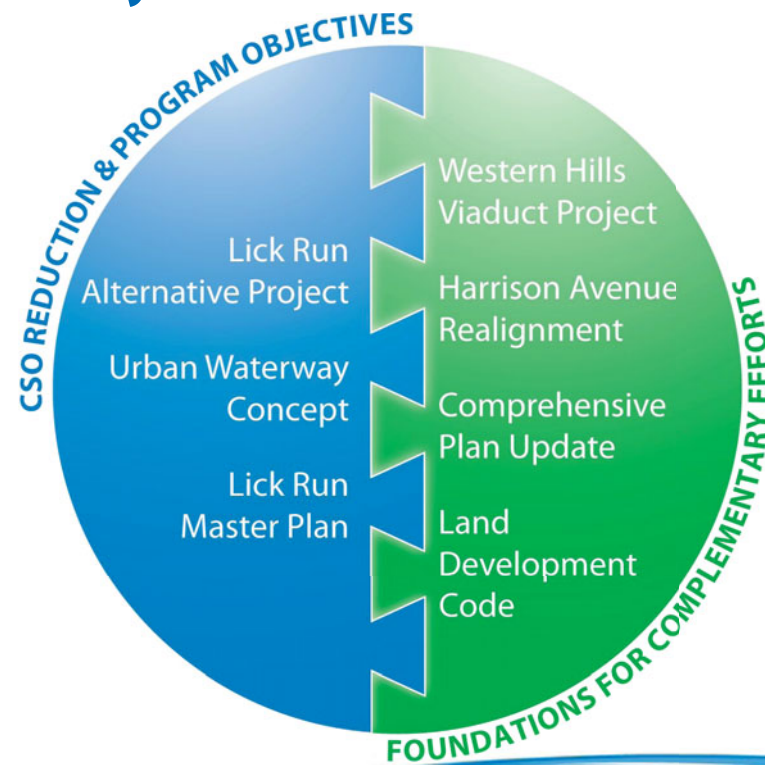 CSO REDUCTION & PROGRAM OBJECTIVES
Lick Run
Alternative Project
Urban Waterway
Concept
Lick Run
Master Plan
Western Hills
Viaduct Project
Harrison Avenue
Realignment
Comprehensive
Plan Update
Land
Development
Code
FOUNDATIONS FOR COMPLEMENTARY EFFORTS